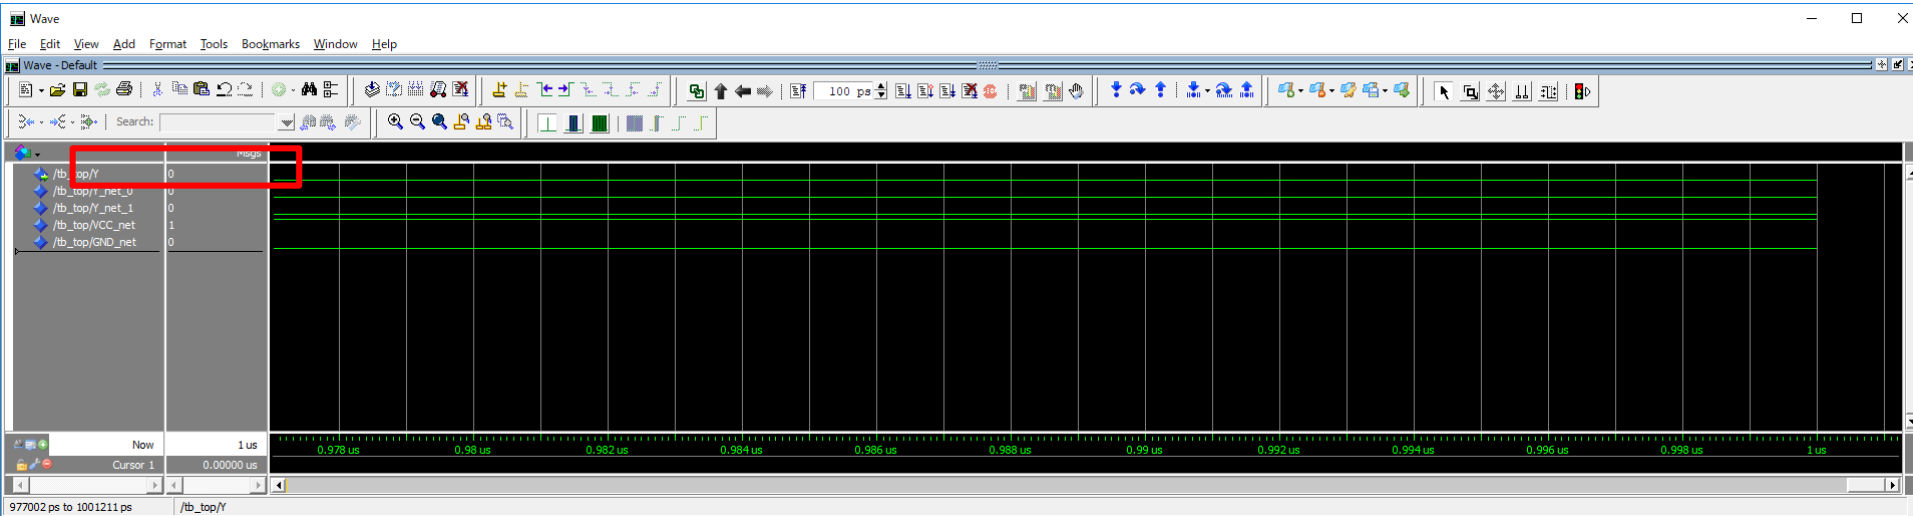 Wave
File Edit View Add Format Tools Bookmarks Window Help
Wave - Default
100 ps
Search:
Msgs
/tb_top/Y 0
/tb_top/Y_net_0 0
/tb_top/Y_net_1 0
/tb_top/VCC_net 1
/tb_top/GND_net 0
Now 1 us
Cursor 1 0.00000 us
0.978 us 0.98 us 0.982 us 0.984 us 0.986 us 0.988 us 0.99 us 0.992 us 0.994 us 0.996 us 0.998 us 1 us
977002 ps to 1001211 ps /tb_top/Y